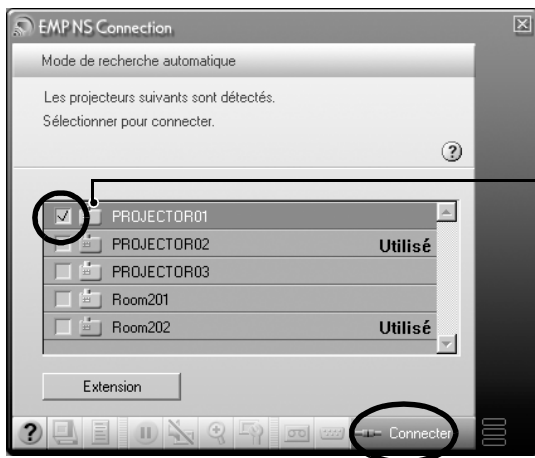 EMP NS Connection
Mode de recherche automatique
Les projecteurs suivants sont détectés.
Sélectionner pour connecter.
?
PROJECTOR01
PROJECTOR02 Utilisé
PROJECTOR03
Room201
Room202 Utilisé
Extension
? Connecter